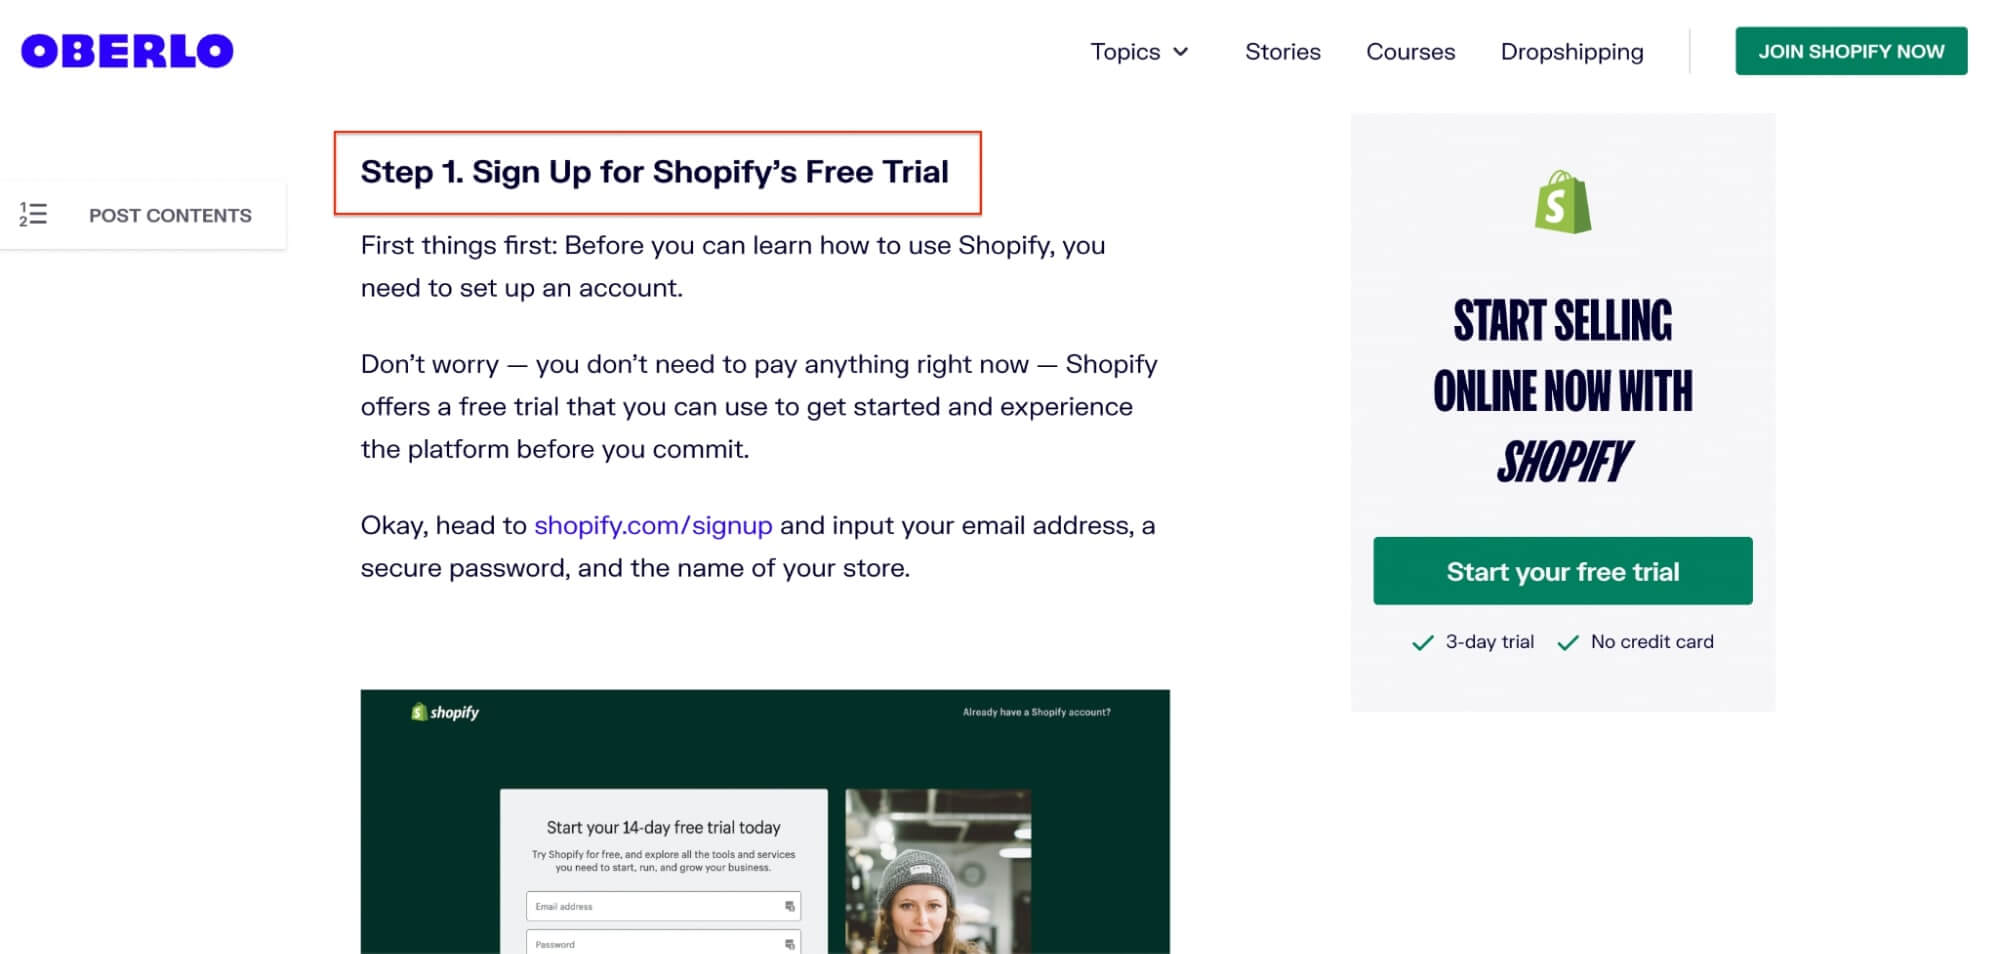 OBERLO
Topics
Stories
Courses
Dropshipping
JOIN SHOPIFY NOW
1
2
POST CONTENTS
Step 1. Sign Up for Shopify’s Free Trial
First things first: Before you can learn how to use Shopify, you
need to set up an account.
Don’t worry — you don’t need to pay anything right now — Shopify
offers a free trial that you can use to get started and experience
the platform before you commit.
Okay, head to shopify.com/signup and input your email address, a
secure password, and the name of your store.
shopify
Already have a Shopify account?
Start your 14-day free trial today
Try Shopify for free, and explore all the tools and services
you need to start, run, and grow your business.
Email address
Password
S
START SELLING
ONLINE NOW WITH
SHOPIFY
Start your free trial
3-day trial
No credit card